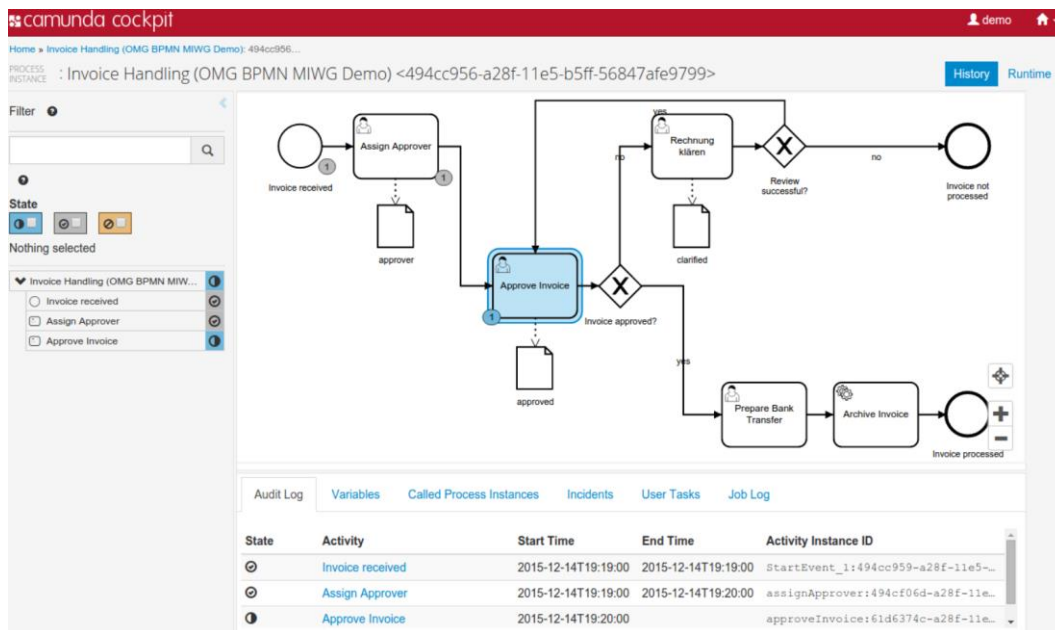 camunda cockpit
demo
Home » Invoice Handling (OMG BPMN MIWG Demo): 494cc956...
PROCESS INSTANCE : Invoice Handling (OMG BPMN MIWG Demo) <494cc956-a28f-11e5-b5ff-56847afe9799>
History Runtime
Filter
State
Nothing selected
Invoice Handling (OMG BPMN MIW...
Invoice received
Assign Approver
Approve Invoice
Invoice received
1
Assign Approver
1
approver
Approve Invoice
1
approved
Invoice approved?
no
yes
Rechnung
klären
clarified
Review
successful?
yes
no
Invoice not
processed
Prepare Bank
Transfer
Archive Invoice
Invoice processed
Audit Log Variables Called Process Instances Incidents User Tasks Job Log
State Activity Start Time End Time Activity Instance ID
Invoice received 2015-12-14T19:19:00 2015-12-14T19:19:00 StartEvent_1:494cc959-a28f-11e5-…
Assign Approver 2015-12-14T19:19:00 2015-12-14T19:20:00 assignApprover:494cf06d-a28f-11e…
Approve Invoice 2015-12-14T19:20:00 approveInvoice:61d6374c-a28f-11e…